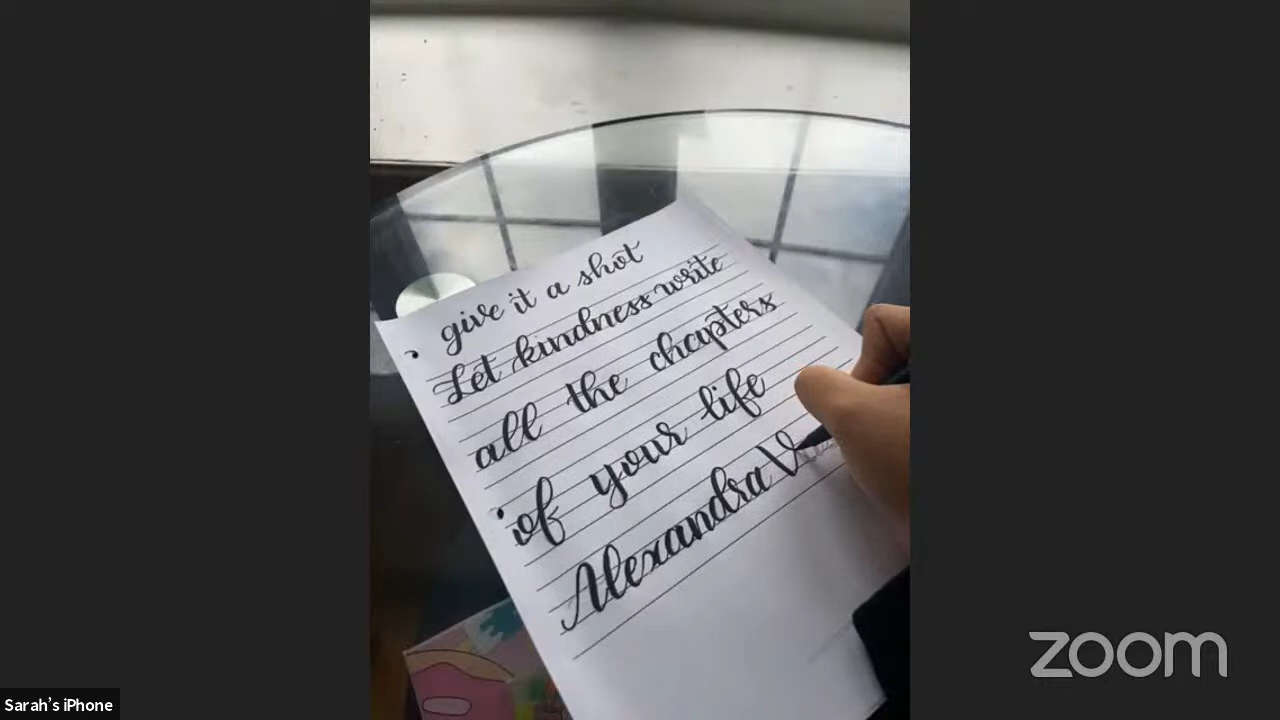 give it a shot
Let kindness write
all the chapters
of your life
Alexandra V
zoom
Sarah's iPhone